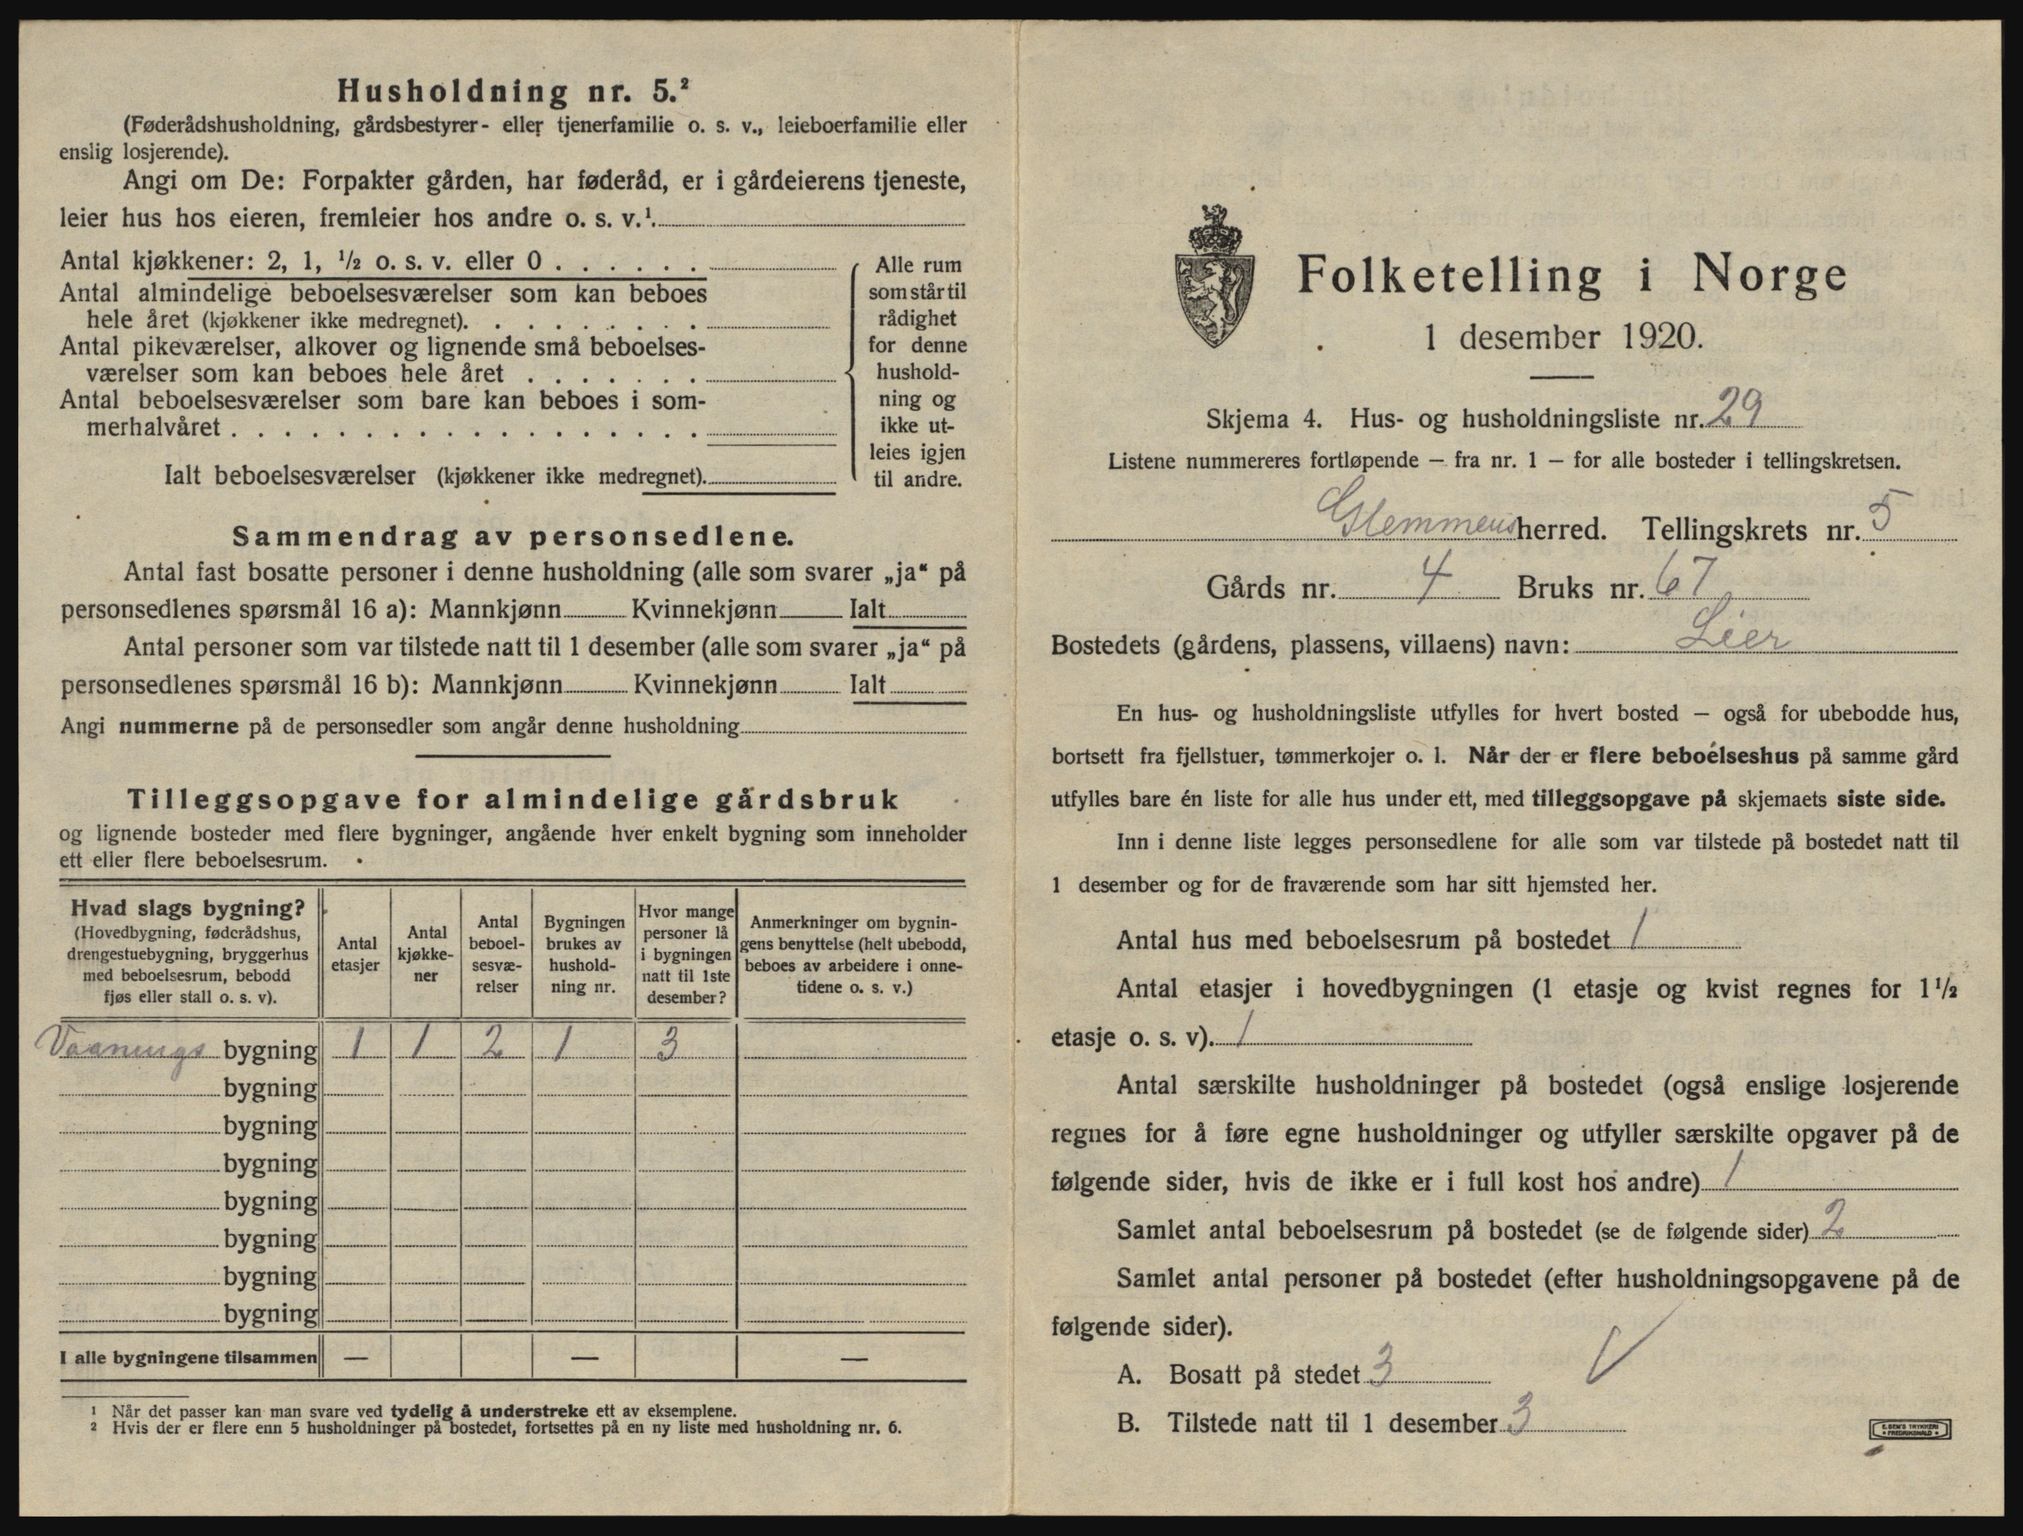 Husholdning nr. 5.²
(Føderådshusholdning, gårdsbestyrer- eller tjenerfamilie o. s. v., leieboerfamilie eller
enslig losjerende).
Angi om De: Forpakter gården, har føderåd, er i gårdeierens tjeneste,
leier hus hos eieren, fremleier hos andre o. s. v.¹.
Antal kjøkkener: 2, 1, ½ o. s. v. eller 0 . . . . . .
Antal almindelige beboelsesværelser som kan beboes
hele året (kjøkkener ikke medregnet). . . . . . . . .
Antal pikeværelser, alkover og lignende små beboelses-
værelser som kan beboes hele året . . . . . . .
Antal beboelsesværelser som bare kan beboes i som-
merhalvåret . . . . . . . . . . . . . . . . . .
Ialt beboelsesværelser (kjøkkener ikke medregnet).
Alle rum
som står til
rådighet
for denne
hushold-
ning og
ikke ut-
leies igjen
til andre.
Sammendrag av personsedlene.
Antal fast bosatte personer i denne husholdning (alle som svarer „ja“ på
personsedlenes spørsmål 16 a): Mannkjønn Kvinnekjønn Ialt
Antal personer som var tilstede natt til 1 desember (alle som svarer „ja“ på
personsedlenes spørsmål 16 b): Mannkjønn Kvinnekjønn Ialt
Angi nummerne på de personsedler som angår denne husholdning
Tilleggsopgave for almindelige gårdsbruk
og lignende bosteder med flere bygninger, angående hver enkelt bygning som inneholder
ett eller flere beboelsesrum.
Hvad slags bygning?
(Hovedbygning, føderådshus,
drengestuebygning, bryggerhus
med beboelsesrum, bebodd
fjøs eller stall o. s. v).
Antal
etasjer
Antal
kjøkke-
ner
Antal
beboel-
sesvæ-
relser
Bygningen
brukes av
hushold-
ning nr.
Hvor mange
personer lå
i bygningen
natt til 1ste
desember?
Anmerkninger om bygnin-
gens benyttelse (helt ubebodd,
beboes av arbeidere i onne-
tidene o. s. v.)
Vaanings bygning 1 1 2 1 3
bygning
bygning
bygning
bygning
bygning
bygning
bygning
I alle bygningene tilsammen — — —
¹ Når det passer kan man svare ved tydelig å understreke ett av eksemplene.
² Hvis der er flere enn 5 husholdninger på bostedet, fortsettes på en ny liste med husholdning nr. 6.
Folketelling i Norge
1 desember 1920.
Skjema 4. Hus- og husholdningsliste nr. 29
Listene nummereres fortløpende — fra nr. 1 — for alle bosteder i tellingskretsen.
Glemmens herred. Tellingskrets nr. 5
Gårds nr. 4 Bruks nr. 67
Bostedets (gårdens, plassens, villaens) navn: Lier
En hus- og husholdningsliste utfylles for hvert bosted — også for ubebodde hus,
bortsett fra fjellstuer, tømmerkojer o. l. Når der er flere beboelseshus på samme gård
utfylles bare én liste for alle hus under ett, med tilleggsopgave på skjemaets siste side.
Inn i denne liste legges personsedlene for alle som var tilstede på bostedet natt til
1 desember og for de fraværende som har sitt hjemsted her.
Antal hus med beboelsesrum på bostedet 1
Antal etasjer i hovedbygningen (1 etasje og kvist regnes for 1½
etasje o. s. v). 1
Antal særskilte husholdninger på bostedet (også enslige losjerende
regnes for å føre egne husholdninger og utfyller særskilte opgaver på de
følgende sider, hvis de ikke er i full kost hos andre) 1
Samlet antal beboelsesrum på bostedet (se de følgende sider) 2
Samlet antal personer på bostedet (efter husholdningsopgavene på de
følgende sider).
A. Bosatt på stedet 3
B. Tilstede natt til 1 desember 3
E. SEM'S TRYKKERI
FREDRIKSHALD